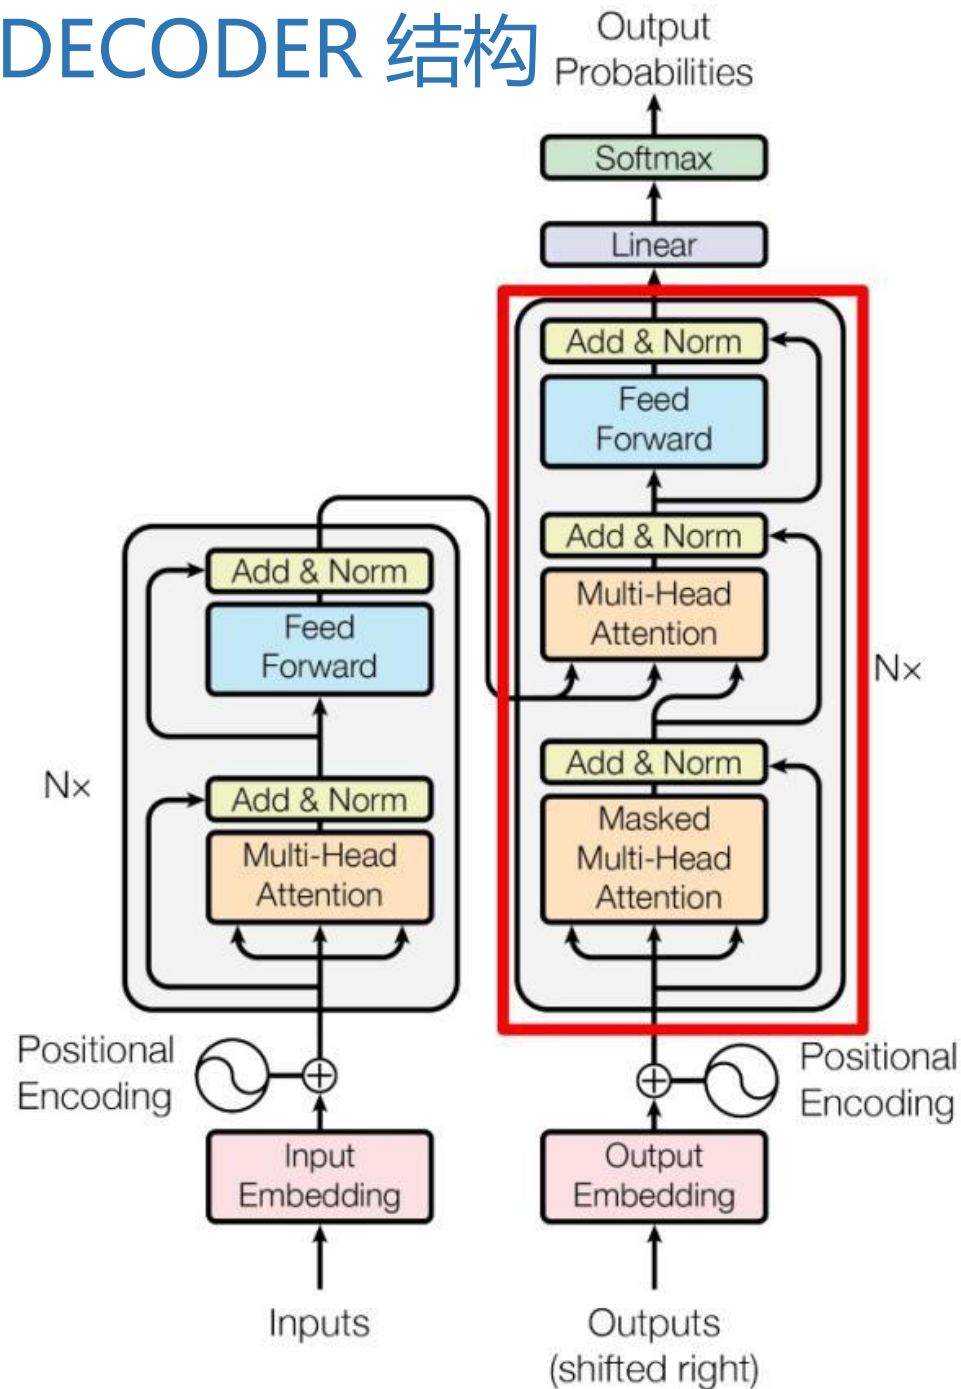 DECODER 结构
Output
Probabilities
Softmax
Linear
Add & Norm
Feed
Forward
Add & Norm
Multi-Head
Attention
N×
Add & Norm
Masked
Multi-Head
Attention
Add & Norm
Feed
Forward
N×
Add & Norm
Multi-Head
Attention
Positional
Encoding
Positional
Encoding
Input
Embedding
Output
Embedding
Inputs
Outputs
(shifted right)